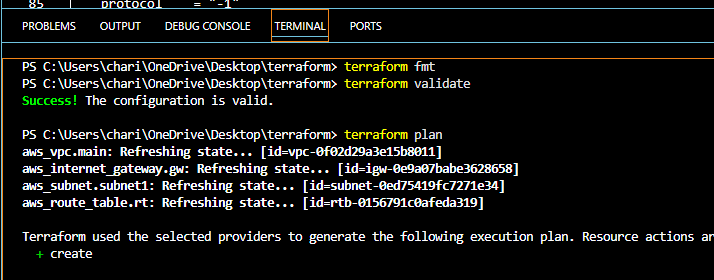 85 protocol = "-1"
PROBLEMS OUTPUT DEBUG CONSOLE TERMINAL PORTS
PS C:\Users\chari\OneDrive\Desktop\terraform> terraform fmt
PS C:\Users\chari\OneDrive\Desktop\terraform> terraform validate
Success! The configuration is valid.
PS C:\Users\chari\OneDrive\Desktop\terraform> terraform plan
aws_vpc.main: Refreshing state... [id=vpc-0f02d29a3e15b8011]
aws_internet_gateway.gw: Refreshing state... [id=igw-0e9a07babe3628658]
aws_subnet.subnet1: Refreshing state... [id=subnet-0ed75419fc7271e34]
aws_route_table.rt: Refreshing state... [id=rtb-0156791c0afeda319]
Terraform used the selected providers to generate the following execution plan. Resource actions ar
+ create